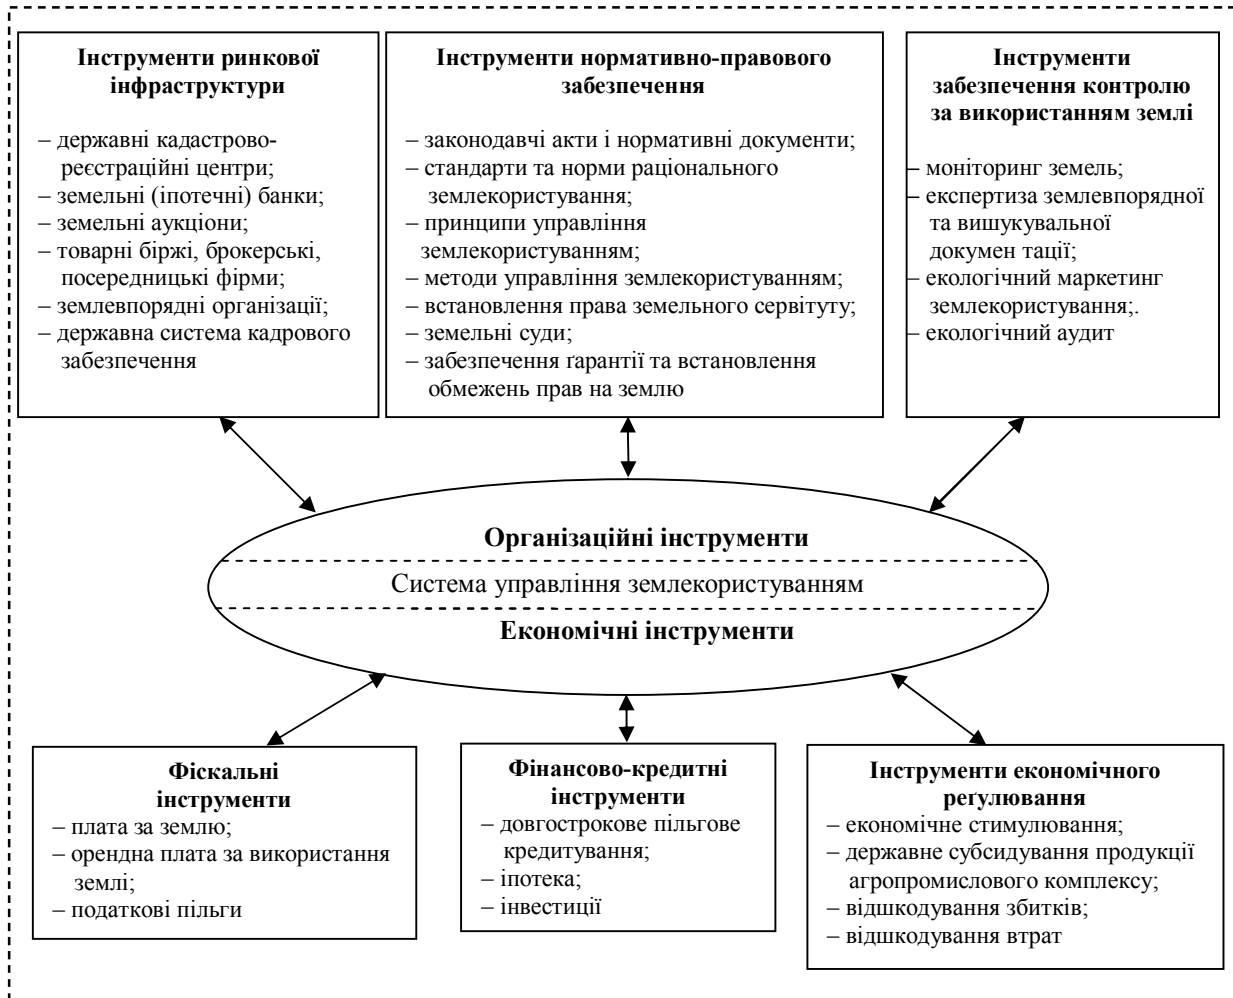 Інструменти ринкової
інфраструктури
– державні кадастрово-
реєстраційні центри;
– земельні (іпотечні) банки;
– земельні аукціони;
– товарні біржі, брокерські,
посередницькі фірми;
– землевпорядні організації;
– державна система кадрового
забезпечення
Інструменти нормативно-правового
забезпечення
– законодавчі акти і нормативні документи;
– стандарти та норми раціонального
землекористування;
– принципи управління
землекористуванням;
– методи управління землекористуванням;
– встановлення права земельного сервітуту;
– земельні суди;
– забезпечення ґарантії та встановлення
обмежень прав на землю
Інструменти
забезпечення контролю
за використанням землі
– моніторинг земель;
– експертиза землевпорядної
та вишукувальної
докумен тації;
– екологічний маркетинг
землекористування;.
– екологічний аудит
Організаційні інструменти
Система управління землекористуванням
Економічні інструменти
Фіскальні
інструменти
– плата за землю;
– орендна плата за використання
землі;
– податкові пільги
Фінансово-кредитні
інструменти
– довгострокове пільгове
кредитування;
– іпотека;
– інвестиції
Інструменти економічного
реґулювання
– економічне стимулювання;
– державне субсидування продукції
агропромислового комплексу;
– відшкодування збитків;
– відшкодування втрат